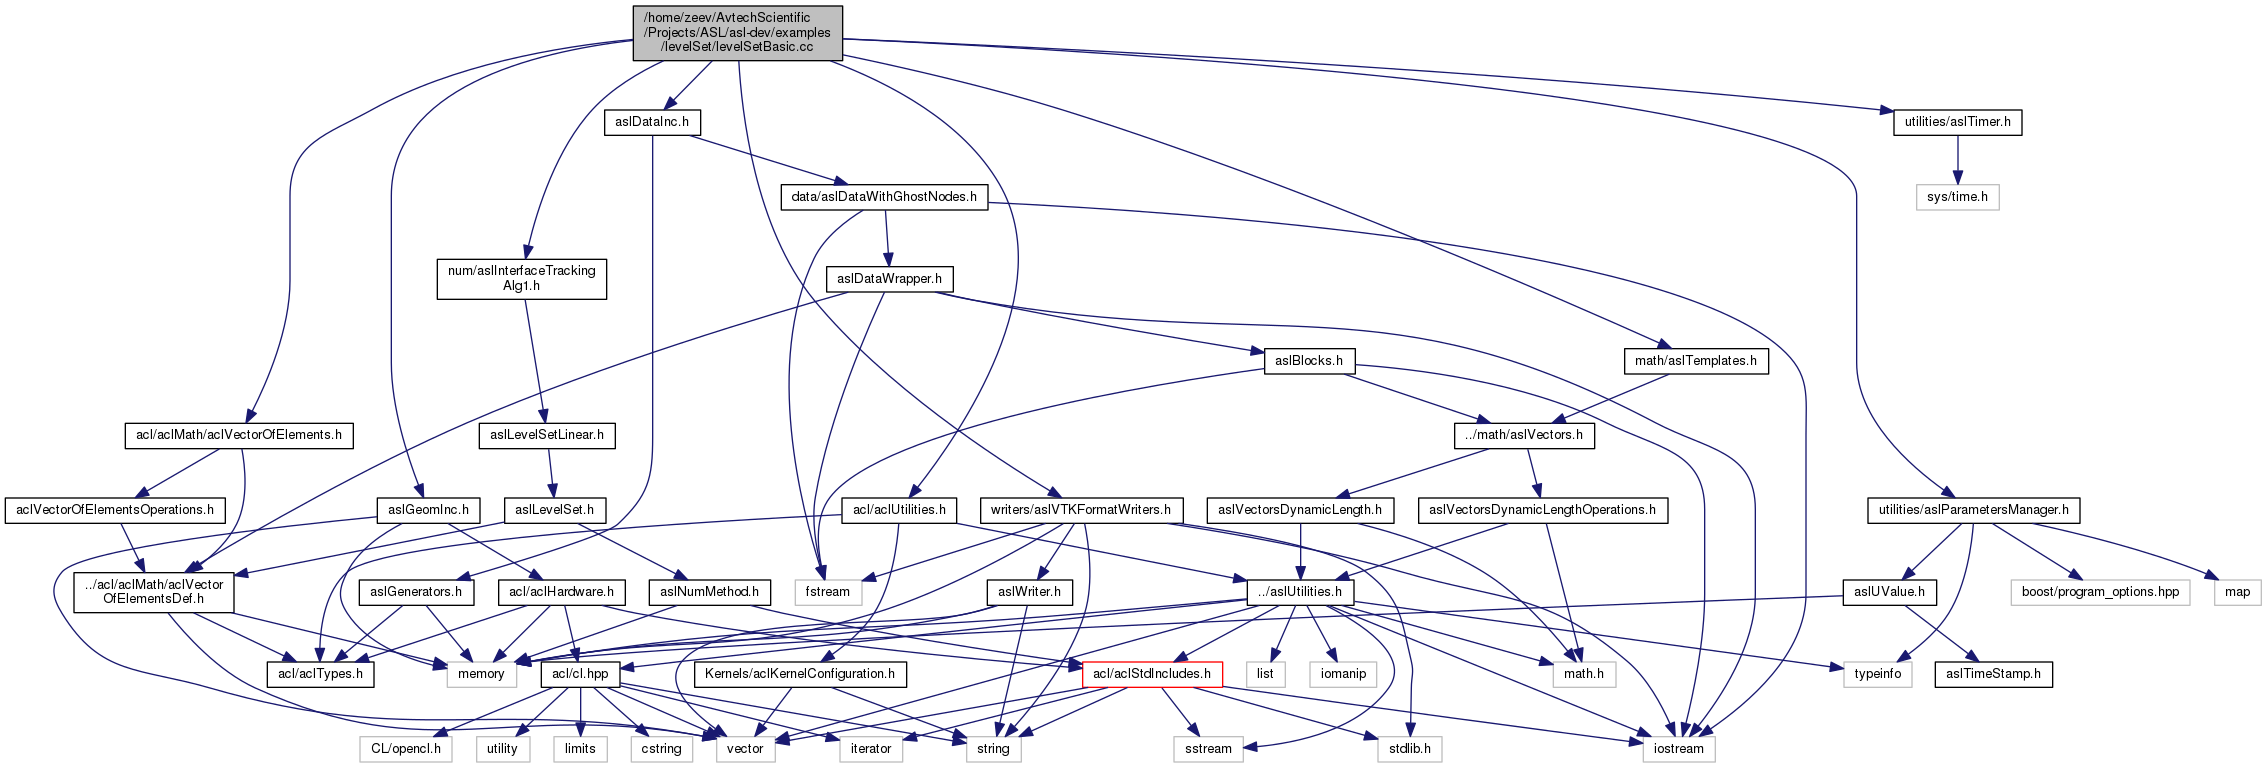 /home/zeev/AvtechScientific
/Projects/ASL/asl-dev/examples
/levelSet/levelSetBasic.cc
aslDataInc.h
utilities/aslTimer.h
data/aslDataWithGhostNodes.h
sys/time.h
num/aslInterfaceTracking
Alg1.h
aslDataWrapper.h
aslBlocks.h
math/aslTemplates.h
acl/aclMath/aclVectorOfElements.h
aslLevelSetLinear.h
../math/aslVectors.h
aclVectorOfElementsOperations.h
aslGeomInc.h
aslLevelSet.h
acl/aclUtilities.h
writers/aslVTKFormatWriters.h
aslVectorsDynamicLength.h
aslVectorsDynamicLengthOperations.h
utilities/aslParametersManager.h
../acl/aclMath/aclVector
OfElementsDef.h
aslGenerators.h
acl/aclHardware.h
aslNumMethod.h
fstream
aslWriter.h
../aslUtilities.h
aslUValue.h
boost/program_options.hpp
map
acl/aclTypes.h
memory
acl/cl.hpp
Kernels/aclKernelConfiguration.h
acl/aclStdIncludes.h
list
iomanip
math.h
typeinfo
aslTimeStamp.h
CL/opencl.h
utility
limits
cstring
vector
iterator
string
sstream
stdlib.h
iostream